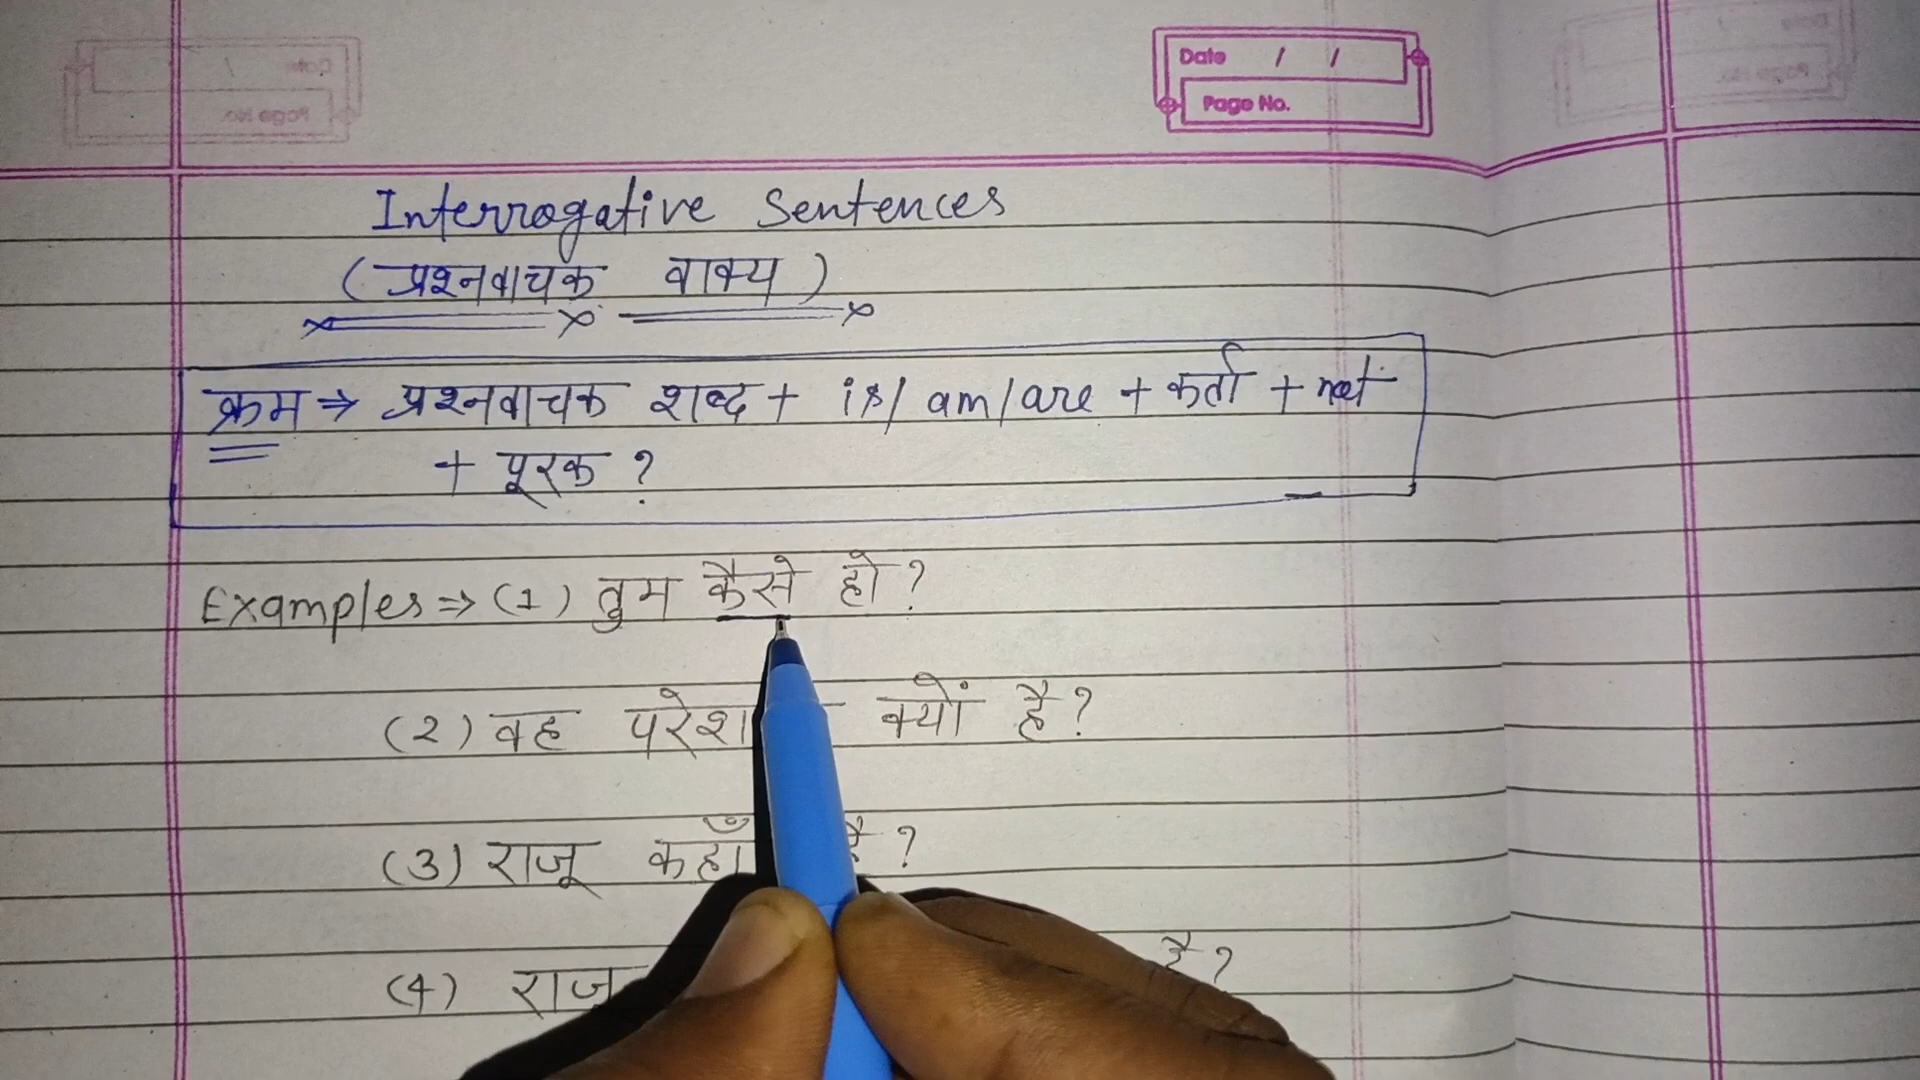 Date / /
Page No.
Interrogative Sentences
(प्रश्नवाचक वाक्य)
क्रम ⇒ प्रश्नवाचक शब्द + is/am/are + कर्ता + not
+ पूरक ?
Examples ⇒ (1) तुम कैसे हो ?
(2) वह क्यों है ?
(3) राजू कहाँ है ?
(4) है ?